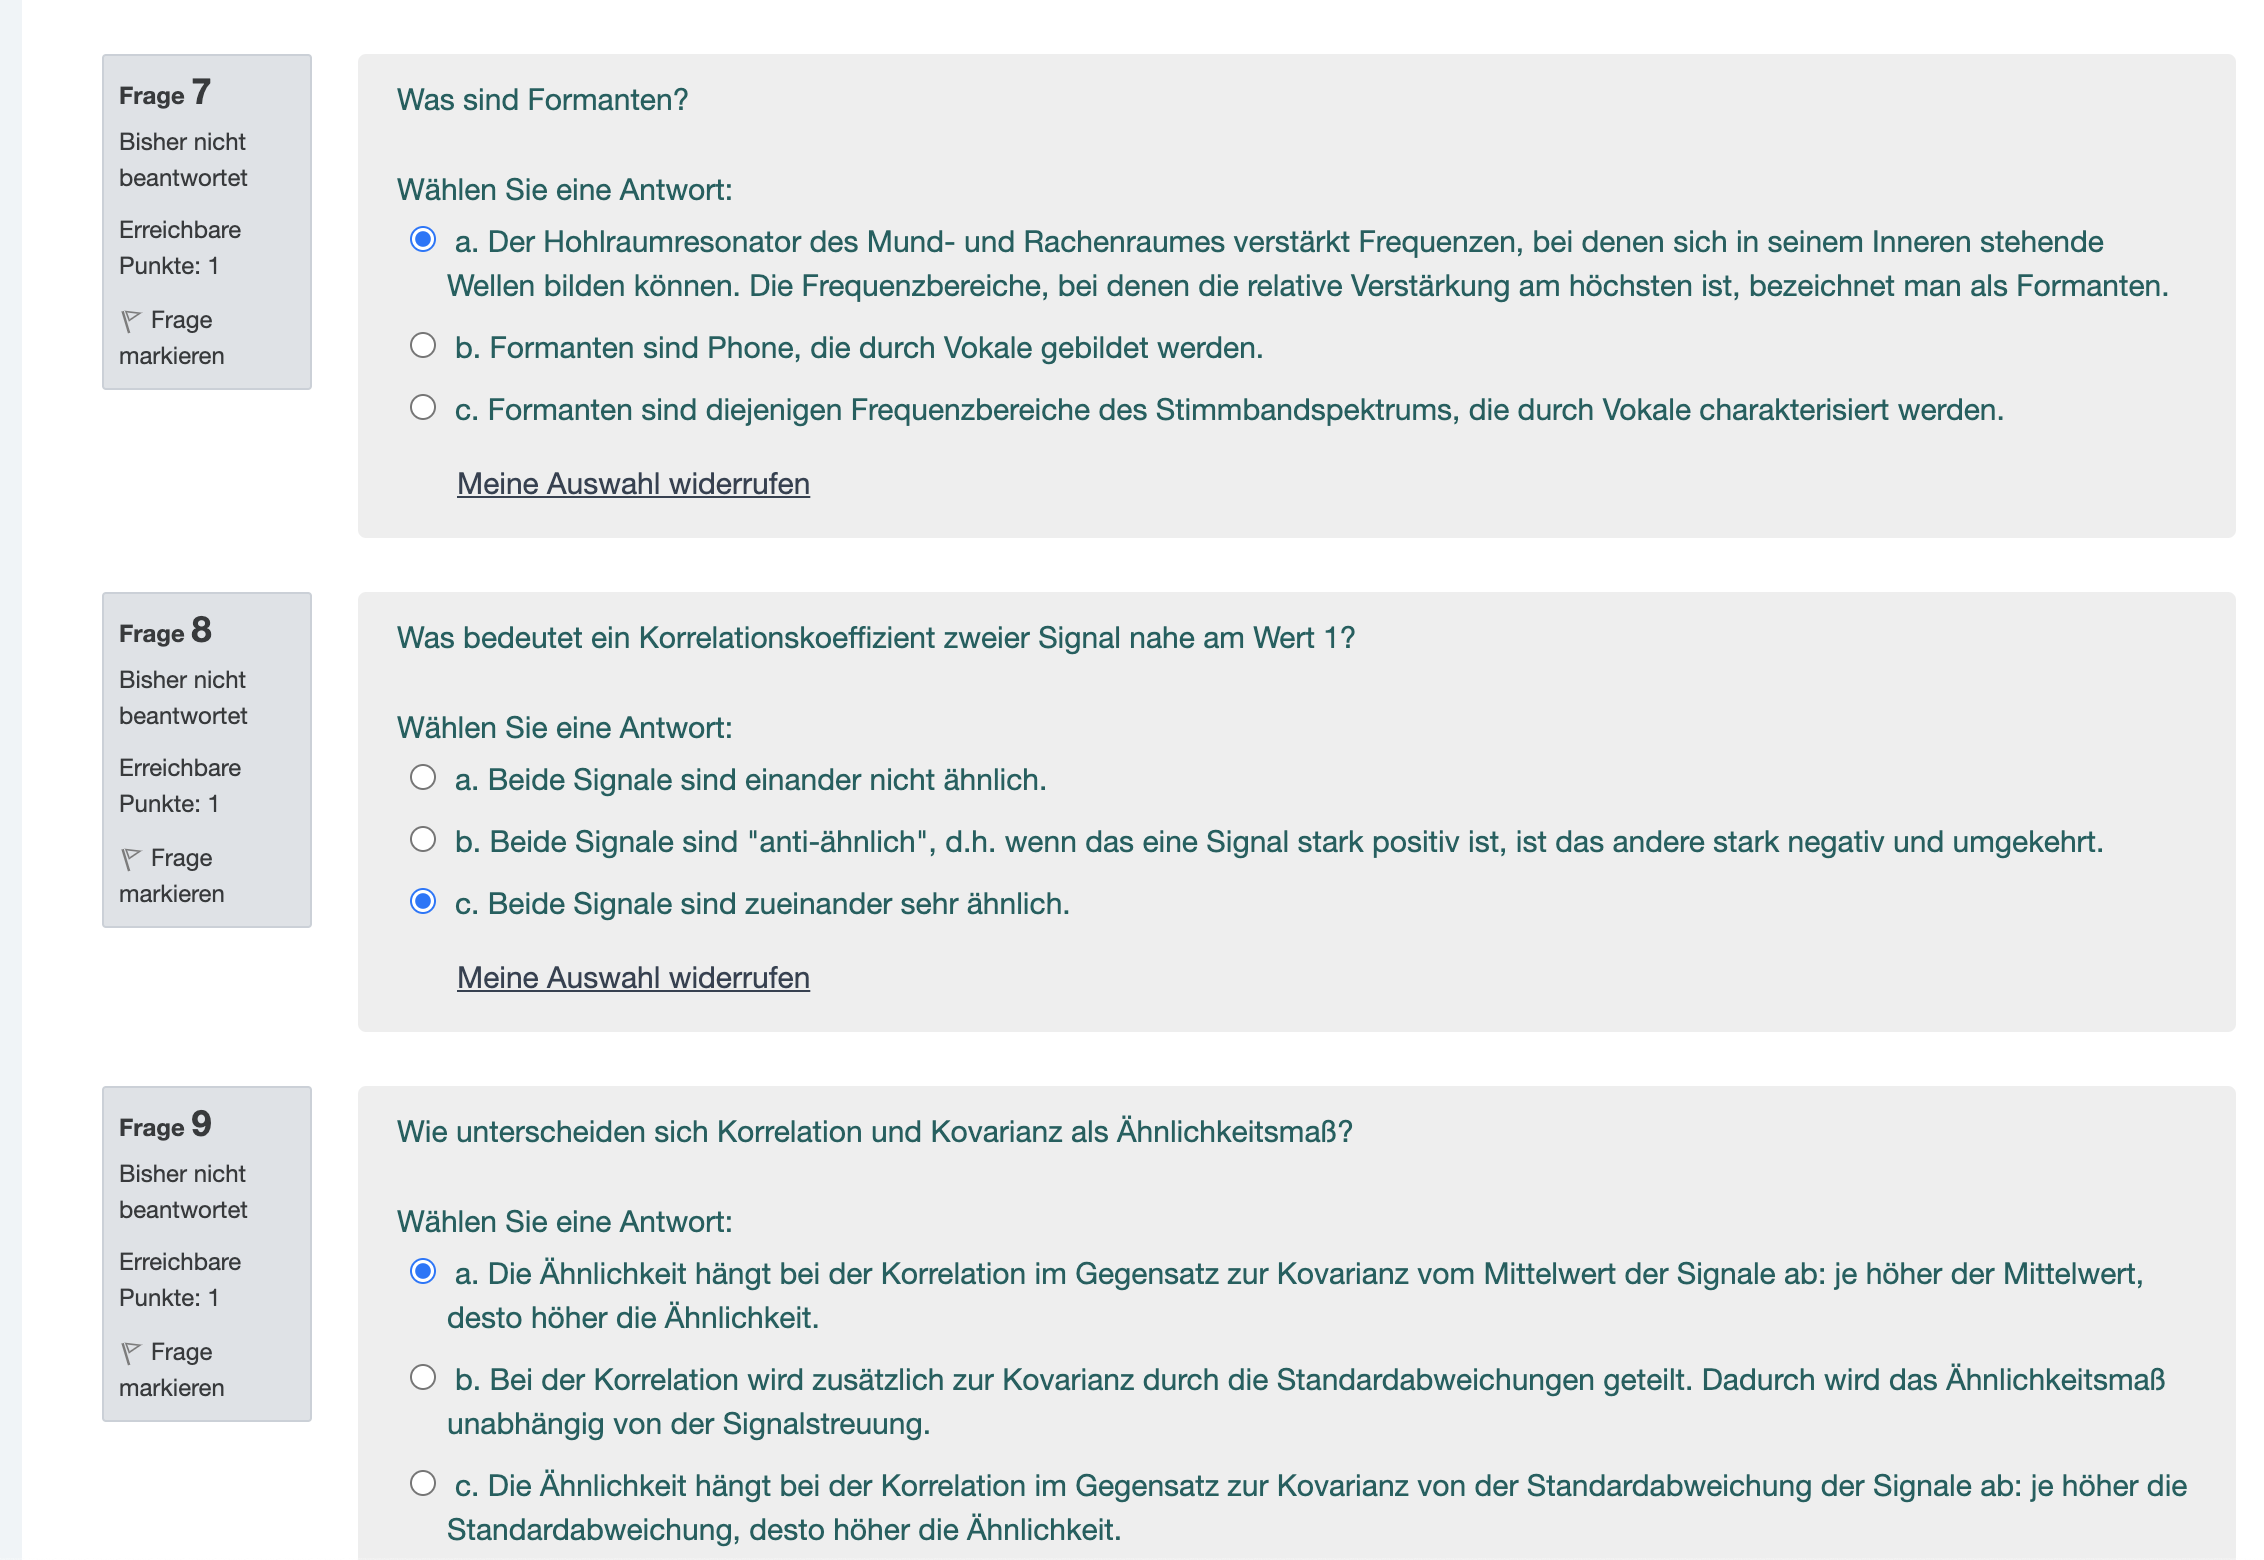 Frage 7
Bisher nicht
beantwortet
Erreichbare
Punkte: 1
Frage
markieren
Was sind Formanten?
Wählen Sie eine Antwort:
a. Der Hohlraumresonator des Mund- und Rachenraumes verstärkt Frequenzen, bei denen sich in seinem Inneren stehende
Wellen bilden können. Die Frequenzbereiche, bei denen die relative Verstärkung am höchsten ist, bezeichnet man als Formanten.
b. Formanten sind Phone, die durch Vokale gebildet werden.
c. Formanten sind diejenigen Frequenzbereiche des Stimmbandspektrums, die durch Vokale charakterisiert werden.
Meine Auswahl widerrufen
Frage 8
Bisher nicht
beantwortet
Erreichbare
Punkte: 1
Frage
markieren
Was bedeutet ein Korrelationskoeffizient zweier Signal nahe am Wert 1?
Wählen Sie eine Antwort:
a. Beide Signale sind einander nicht ähnlich.
b. Beide Signale sind "anti-ähnlich", d.h. wenn das eine Signal stark positiv ist, ist das andere stark negativ und umgekehrt.
c. Beide Signale sind zueinander sehr ähnlich.
Meine Auswahl widerrufen
Frage 9
Bisher nicht
beantwortet
Erreichbare
Punkte: 1
Frage
markieren
Wie unterscheiden sich Korrelation und Kovarianz als Ähnlichkeitsmaß?
Wählen Sie eine Antwort:
a. Die Ähnlichkeit hängt bei der Korrelation im Gegensatz zur Kovarianz vom Mittelwert der Signale ab: je höher der Mittelwert,
desto höher die Ähnlichkeit.
b. Bei der Korrelation wird zusätzlich zur Kovarianz durch die Standardabweichungen geteilt. Dadurch wird das Ähnlichkeitsmaß
unabhängig von der Signalstreuung.
c. Die Ähnlichkeit hängt bei der Korrelation im Gegensatz zur Kovarianz von der Standardabweichung der Signale ab: je höher die
Standardabweichung, desto höher die Ähnlichkeit.